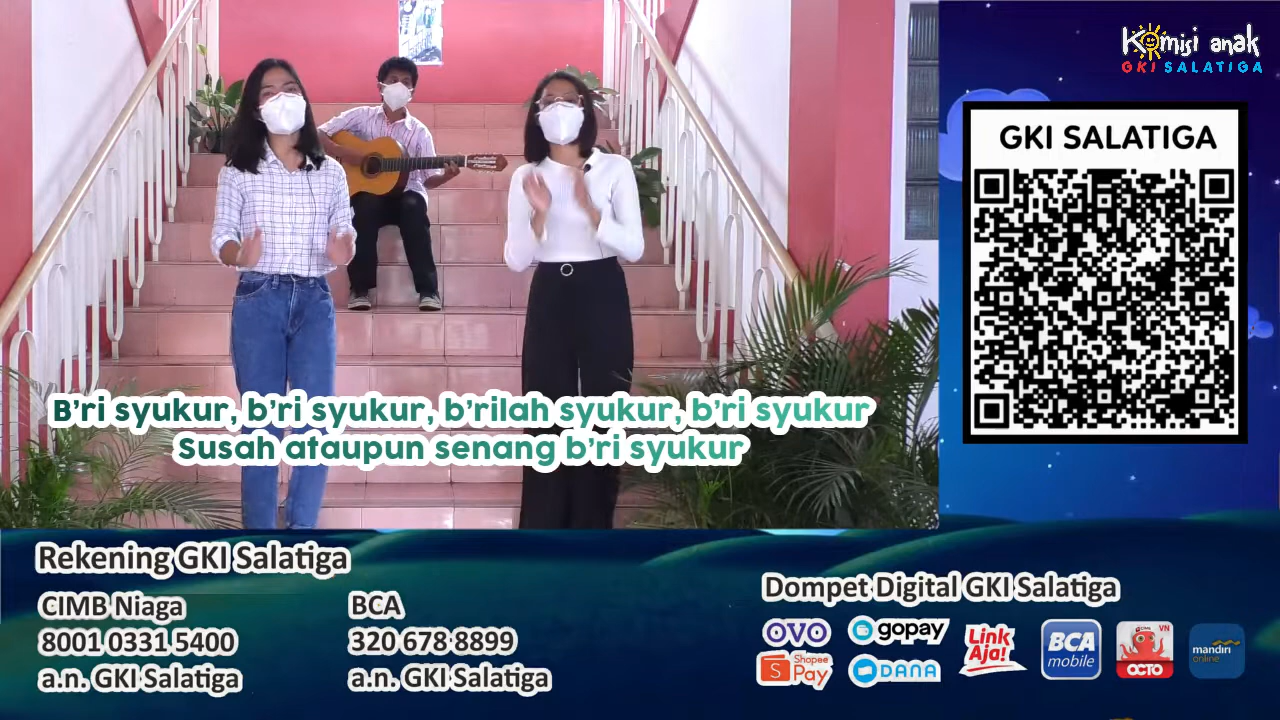 Komisi anak
GKI SALATIGA
GKI SALATIGA
B'ri syukur, b'ri syukur, b'rilah syukur, b'ri syukur
Susah ataupun senang b'ri syukur
Rekening GKI Salatiga
CIMB Niaga
8001 0331 5400
a.n. GKI Salatiga
BCA
320 678 8899
a.n. GKI Salatiga
Dompet Digital GKI Salatiga
OVO
gopay
Shopee
Pay
DANA
Link
Aja!
BCA
mobile
CIMB VN
OCTO
mandiri
online